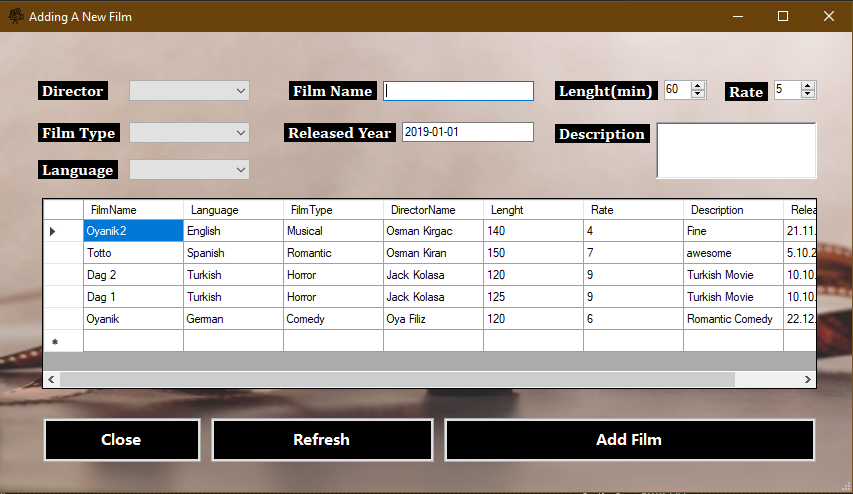 Adding A New Film
Director Film Name Lenght(min) 60 Rate 5
Film Type Released Year 2019-01-01 Description
Language
FilmName Language FilmType DirectorName Lenght Rate Description Relea
Oyanik2 English Musical Osman Kirgac 140 4 Fine 21.11.
Totto Spanish Romantic Osman Kiran 150 7 awesome 5.10.2
Dag 2 Turkish Horror Jack Kolasa 120 9 Turkish Movie 10.10.
Dag 1 Turkish Horror Jack Kolasa 125 9 Turkish Movie 10.10.
Oyanik German Comedy Oya Filiz 120 6 Romantic Comedy 22.12.
Close Refresh Add Film